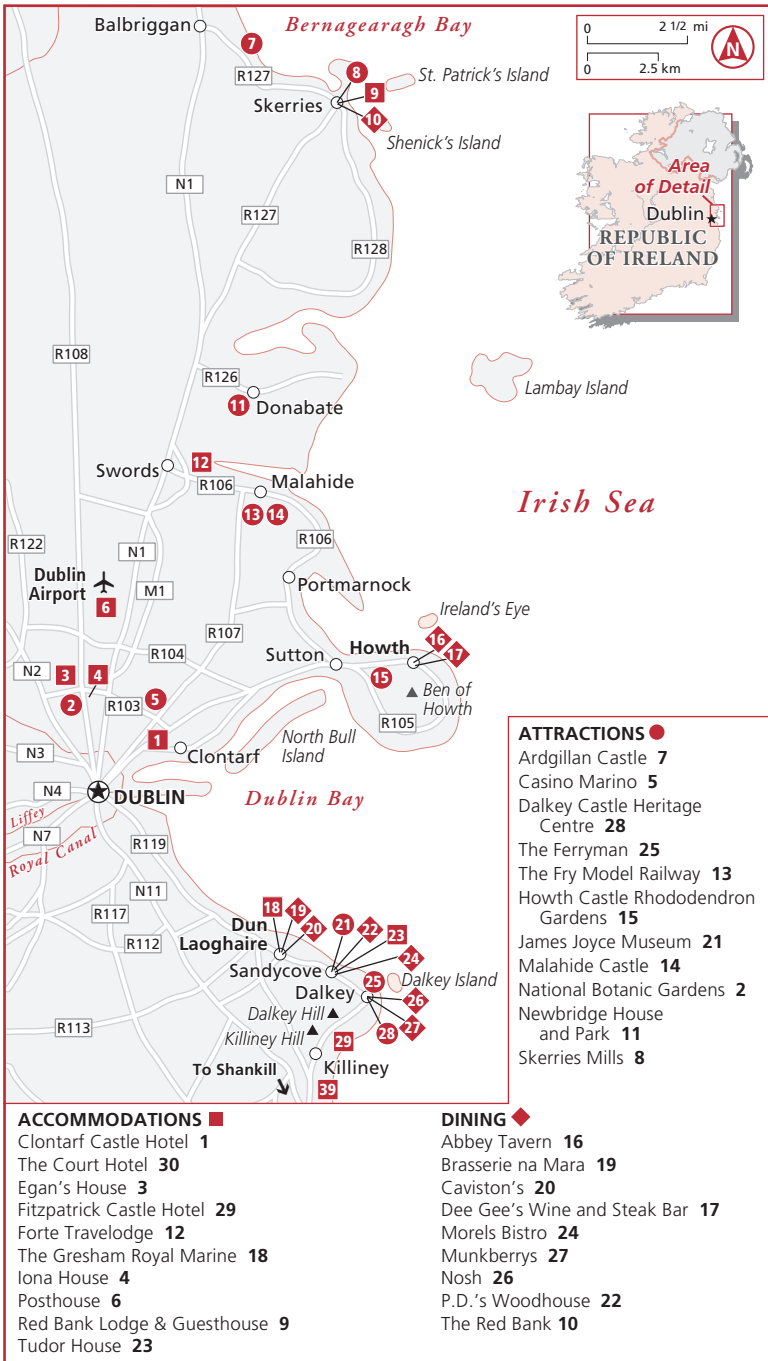 Balbriggan
Bernagearagh Bay
0 2 1/2 mi
0 2.5 km
N
7
R127
8
9
10
St. Patrick's Island
Skerries
Shenick's Island
Area
of Detail
Dublin
REPUBLIC
OF IRELAND
N1
R127
R128
R108
R126
11
Donabate
Lambay Island
Swords
12
R106
Malahide
13
14
Irish Sea
R106
R122
N1
Dublin
Airport
M1
6
Portmarnock
Ireland's Eye
R107
R104
Sutton
Howth
16
17
N2
3
4
2
R103
5
15
Ben of
Howth
R105
1
Clontarf
North Bull
Island
N3
N4
DUBLIN
Dublin Bay
Liffey
N7
Royal Canal
R119
N11
R117
R112
18
19
20
21
22
23
24
Dun
Laoghaire
Sandycove
25
Dalkey Island
Dalkey
26
27
28
Dalkey Hill
Killiney Hill
29
R113
Killiney
To Shankill
39
ATTRACTIONS
Ardgillan Castle 7
Casino Marino 5
Dalkey Castle Heritage
Centre 28
The Ferryman 25
The Fry Model Railway 13
Howth Castle Rhododendron
Gardens 15
James Joyce Museum 21
Malahide Castle 14
National Botanic Gardens 2
Newbridge House
and Park 11
Skerries Mills 8
ACCOMMODATIONS
Clontarf Castle Hotel 1
The Court Hotel 30
Egan's House 3
Fitzpatrick Castle Hotel 29
Forte Travelodge 12
The Gresham Royal Marine 18
Iona House 4
Posthouse 6
Red Bank Lodge & Guesthouse 9
Tudor House 23
DINING
Abbey Tavern 16
Brasserie na Mara 19
Caviston's 20
Dee Gee's Wine and Steak Bar 17
Morels Bistro 24
Munkberrys 27
Nosh 26
P.D.'s Woodhouse 22
The Red Bank 10